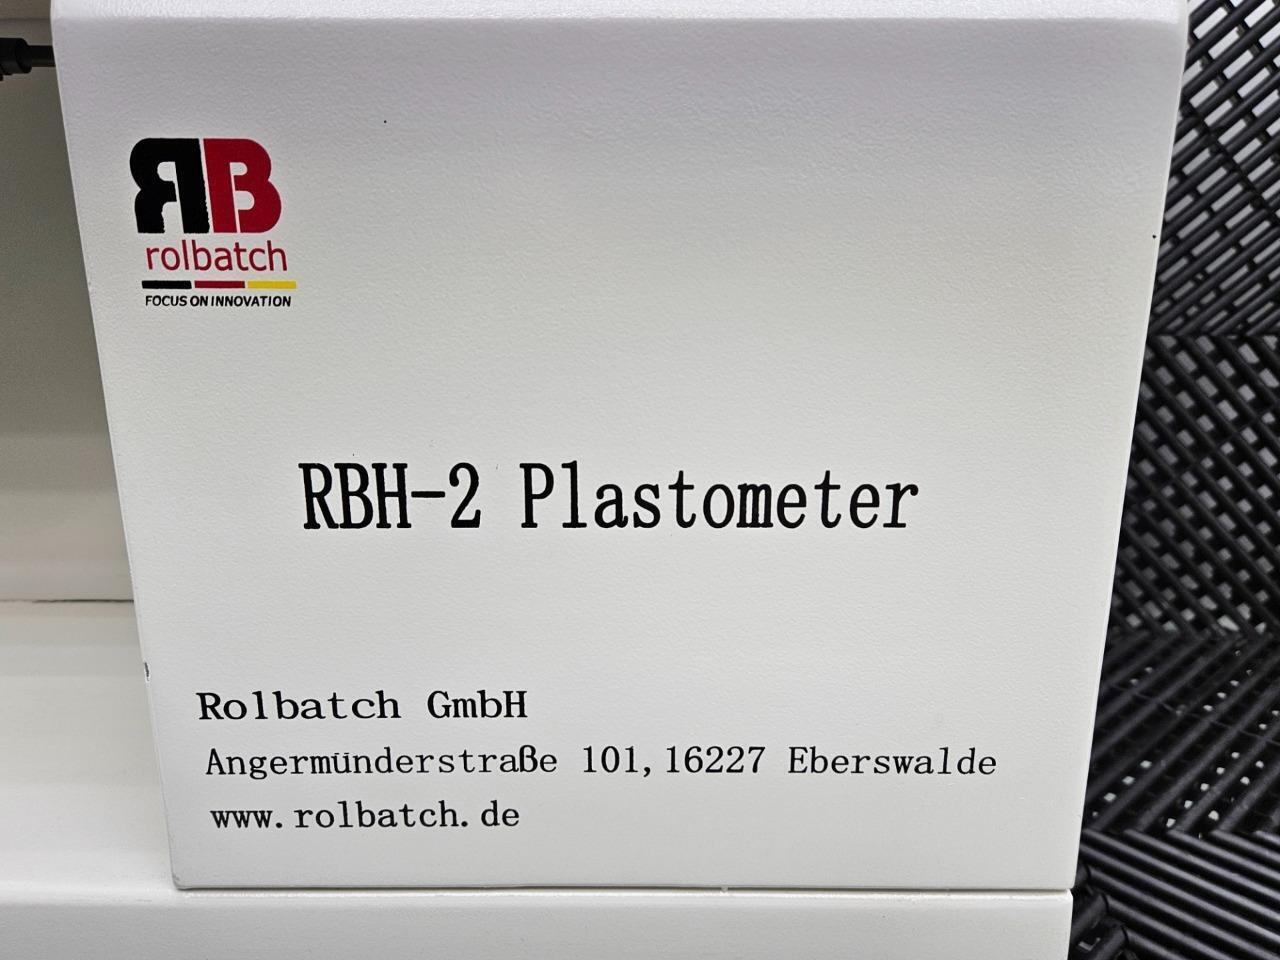 RB
rolbatch
FOCUS ON INNOVATION
RBH-2 Plastometer
Rolbatch GmbH
Angermünderstraße 101, 16227 Eberswalde
www.rolbatch.de